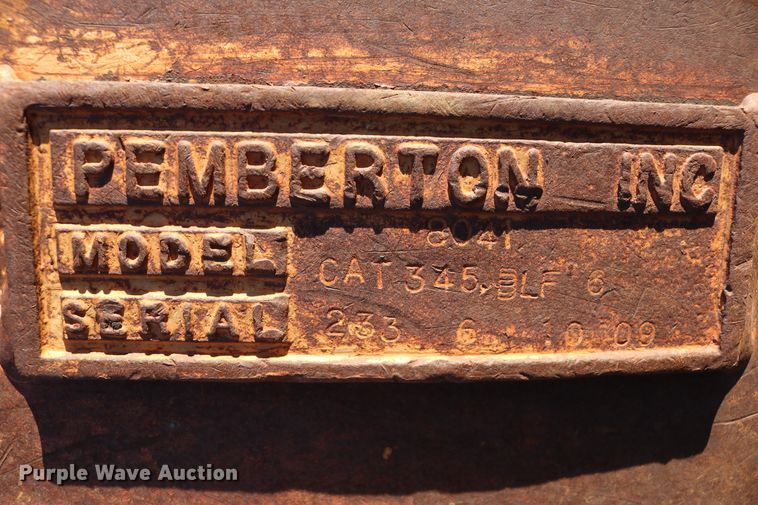 PEMBERTON, INC
8041
MODEL CAT 345, BLF 6
SERIAL 233 6 10 09
Purple Wave Auction